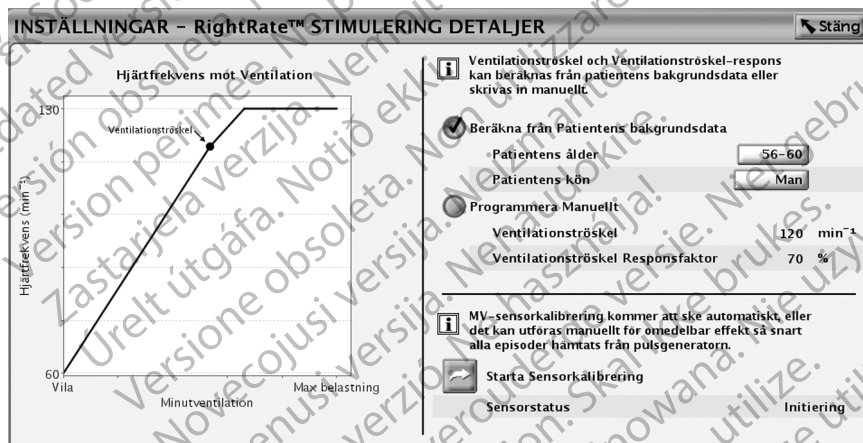 INSTÄLLNINGAR – RightRate™ STIMULERING DETALJER
Stäng
Hjärtfrekvens mot Ventilation
130
Ventilationströskel
Hjärtfrekvens (min⁻¹)
60
Vila
Max belastning
Minutventilation
Ventilationströskel och Ventilationströskel-respons
kan beräknas från patientens bakgrundsdata eller
skrivas in manuellt.
Beräkna från Patientens bakgrundsdata
Patientens ålder
56-60
Patientens kön
Man
Programmera Manuellt
Ventilationströskel
120 min⁻¹
Ventilationströskel Responsfaktor
70 %
MV-sensorkalibrering kommer att ske automatiskt, eller
det kan utföras manuellt för omedelbar effekt så snart
alla episoder hämtats från pulsgeneratorn.
Starta Sensorkalibrering
Sensorstatus
Initiering